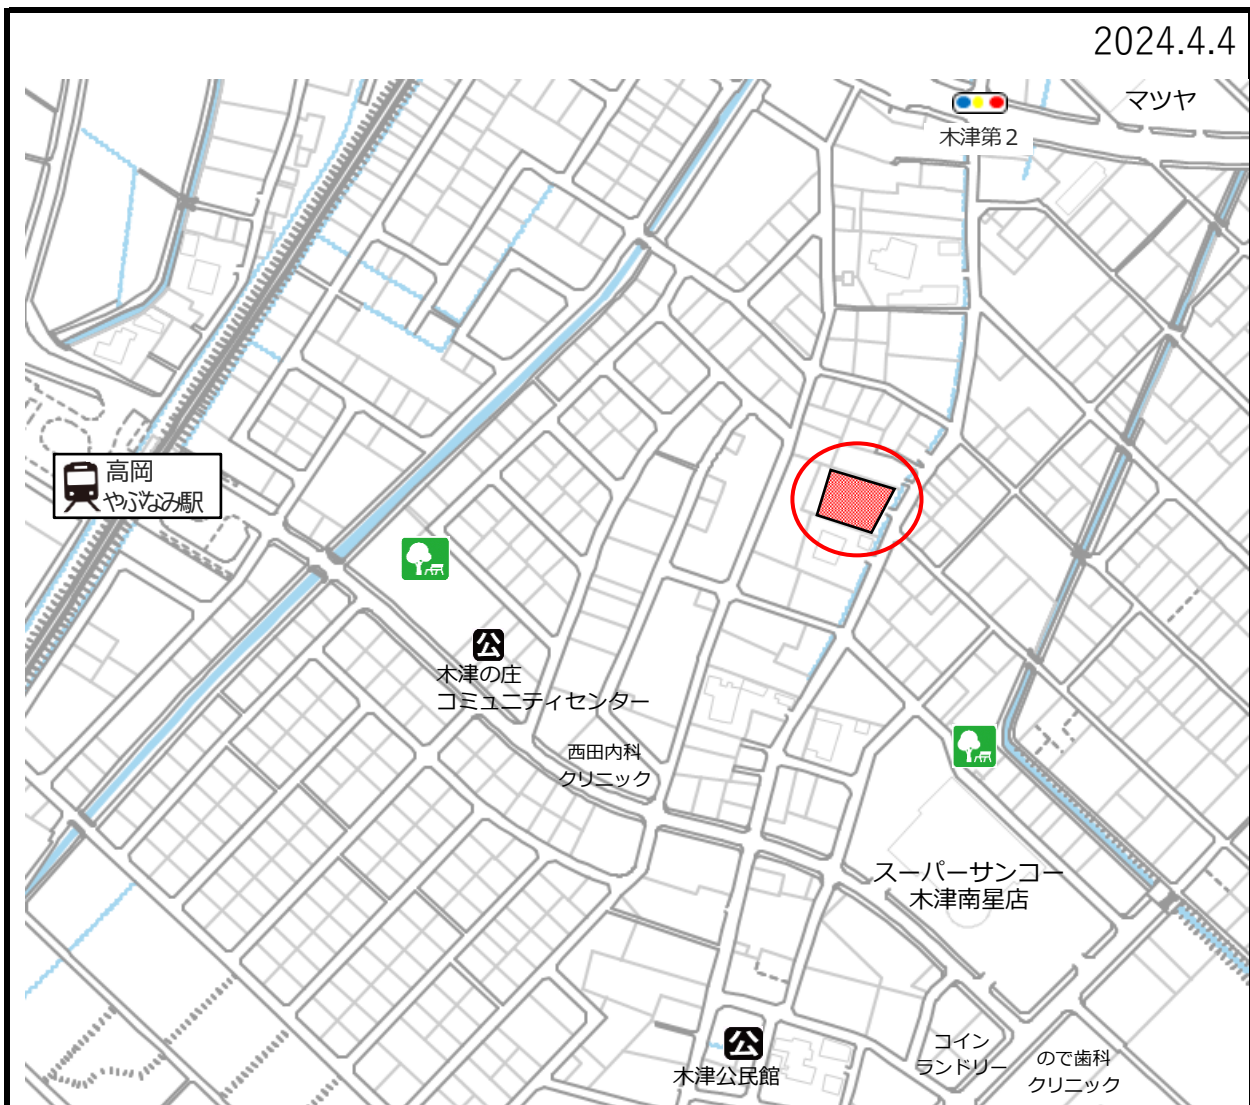 2024.4.4
マツヤ
木津第2
高岡
やぶなみ駅
公
木津の庄
コミュニティセンター
西田内科
クリニック
スーパーサンコー
木津南星店
公
木津公民館
コイン
ランドリー
ので歯科
クリニック